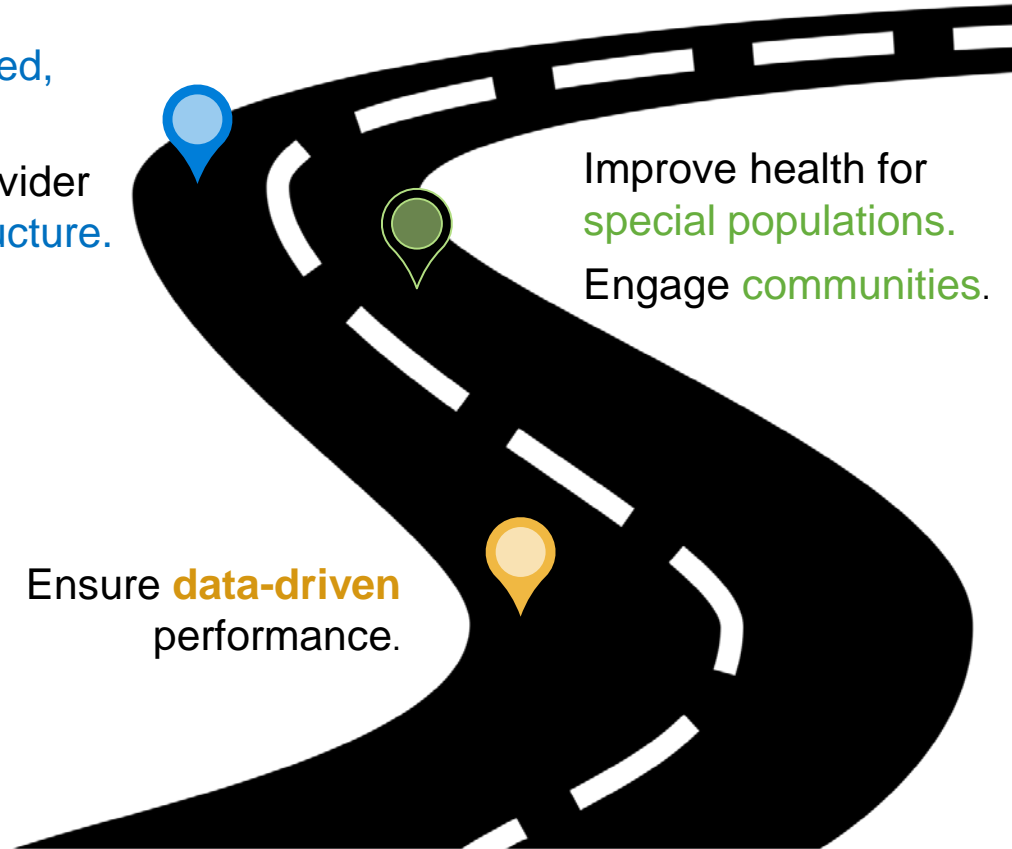 ed,
vider
ucture.
Improve health for
special populations.
Engage communities.
Ensure data-driven
performance.